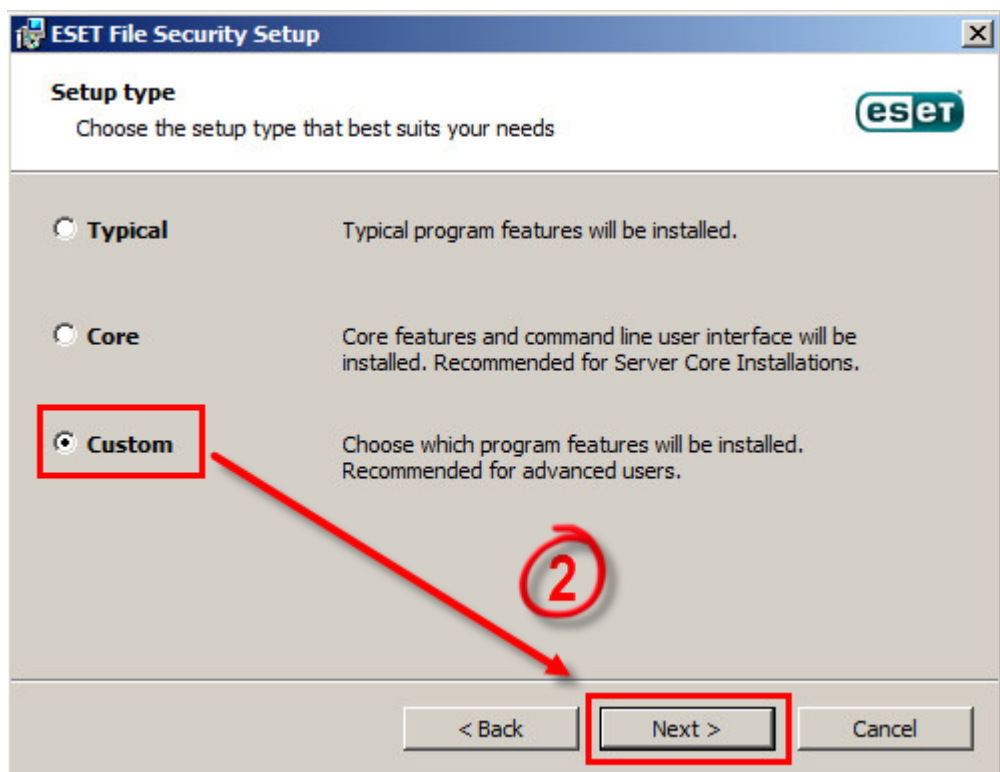 ESET File Security Setup
Setup type
Choose the setup type that best suits your needs
eset
Typical
Typical program features will be installed.
Core
Core features and command line user interface will be
installed. Recommended for Server Core Installations.
Custom
Choose which program features will be installed.
Recommended for advanced users.
2
< Back
Next >
Cancel